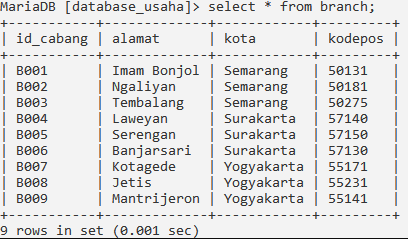 MariaDB [database_usaha]> select * from branch;
+-----------+-------------+------------+---------+
| id_cabang | alamat      | kota       | kodepos |
+-----------+-------------+------------+---------+
| B001      | Imam Bonjol | Semarang   | 50131   |
| B002      | Ngaliyan    | Semarang   | 50181   |
| B003      | Tembalang   | Semarang   | 50275   |
| B004      | Laweyan     | Surakarta  | 57140   |
| B005      | Serengan    | Surakarta  | 57150   |
| B006      | Banjarsari  | Surakarta  | 57130   |
| B007      | Kotagede    | Yogyakarta | 55171   |
| B008      | Jetis       | Yogyakarta | 55231   |
| B009      | Mantrijeron | Yogyakarta | 55141   |
+-----------+-------------+------------+---------+
9 rows in set (0.001 sec)